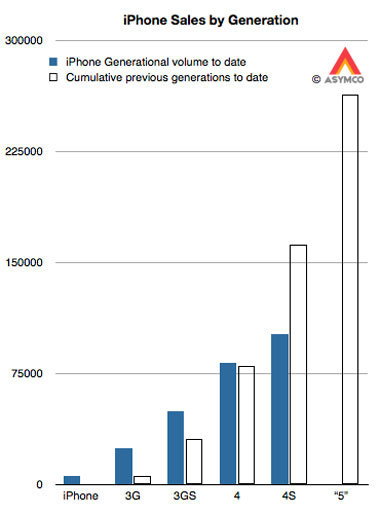 iPhone Sales by Generation
300000
iPhone Generational volume to date
Cumulative previous generations to date
© ASYMCO
225000
150000
75000
0
iPhone 3G 3GS 4 4S “5”